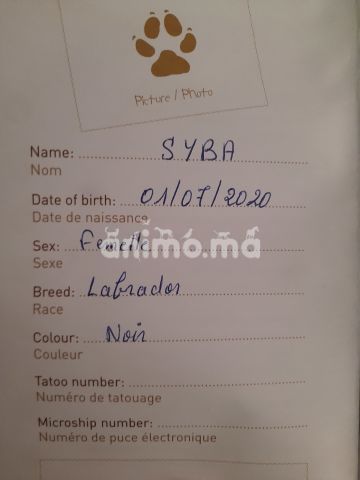 Picture / Photo
Name: SYBA
Nom
Date of birth: 01/07/2020
Date de naissance
Sex: Femelle
Sexe
animo.ma
Breed: Labrador
Race
Colour: Noir
Couleur
Tatoo number:
Numéro de tatouage
Microship number:
Numéro de puce électronique